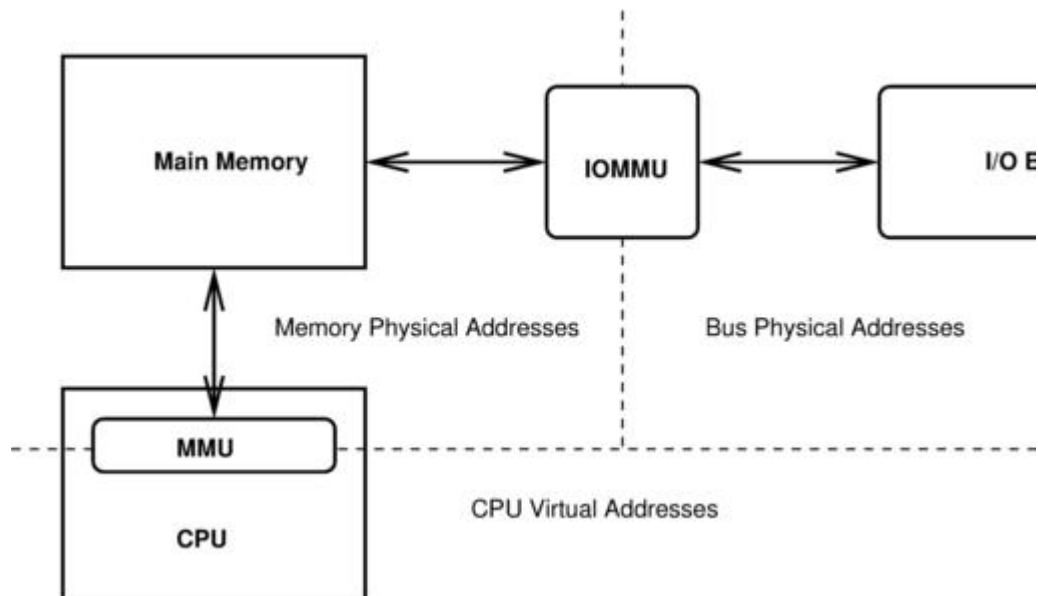 Main Memory
IOMMU
I/O
Memory Physical Addresses
Bus Physical Addresses
MMU
CPU Virtual Addresses
CPU